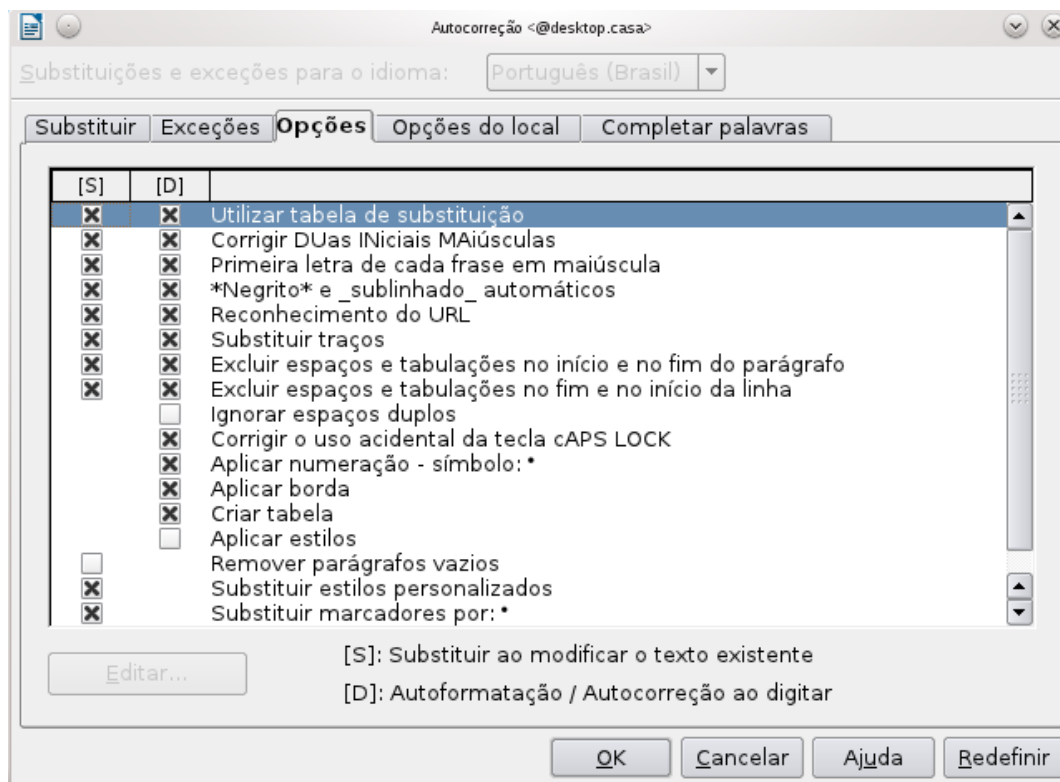 Autocorreção <@desktop.casa>
Substituições e exceções para o idioma: Português (Brasil)
Substituir Exceções Opções Opções do local Completar palavras
[S] [D]
Utilizar tabela de substituição
Corrigir DUas INiciais MAiúsculas
Primeira letra de cada frase em maiúscula
*Negrito* e _sublinhado_ automáticos
Reconhecimento do URL
Substituir traços
Excluir espaços e tabulações no início e no fim do parágrafo
Excluir espaços e tabulações no fim e no início da linha
Ignorar espaços duplos
Corrigir o uso acidental da tecla cAPS LOCK
Aplicar numeração - símbolo: •
Aplicar borda
Criar tabela
Aplicar estilos
Remover parágrafos vazios
Substituir estilos personalizados
Substituir marcadores por: •
Editar... [S]: Substituir ao modificar o texto existente
[D]: Autoformatação / Autocorreção ao digitar
OK Cancelar Ajuda Redefinir